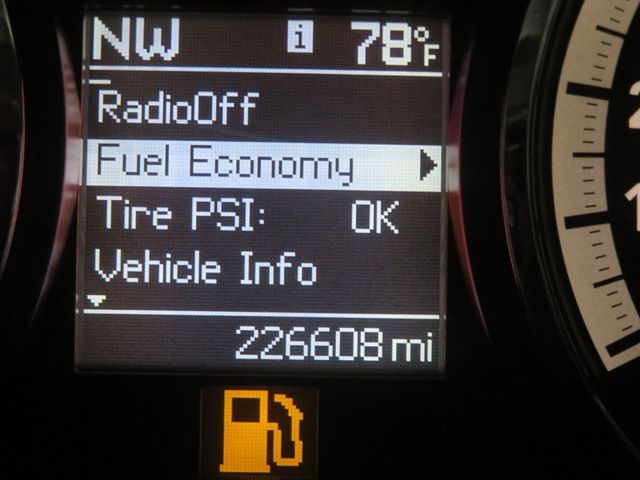 NW i 78°F
RadioOff
Fuel Economy
Tire PSI: OK
Vehicle Info
226608 mi